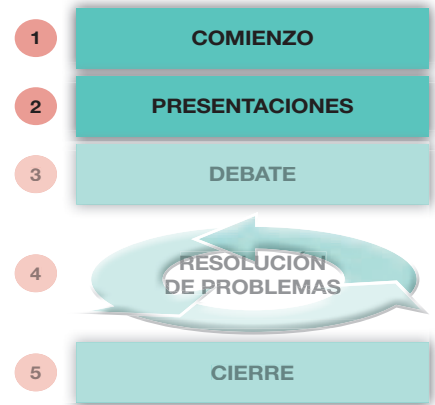 1 COMIENZO
2 PRESENTACIONES
3 DEBATE
4 RESOLUCIÓN
DE PROBLEMAS
5 CIERRE